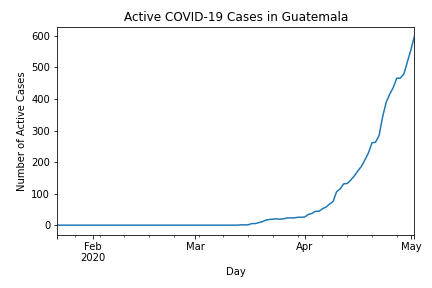 Active COVID-19 Cases in Guatemala
Number of Active Cases
600
500
400
300
200
100
0
Feb
2020
Mar
Apr
May
Day